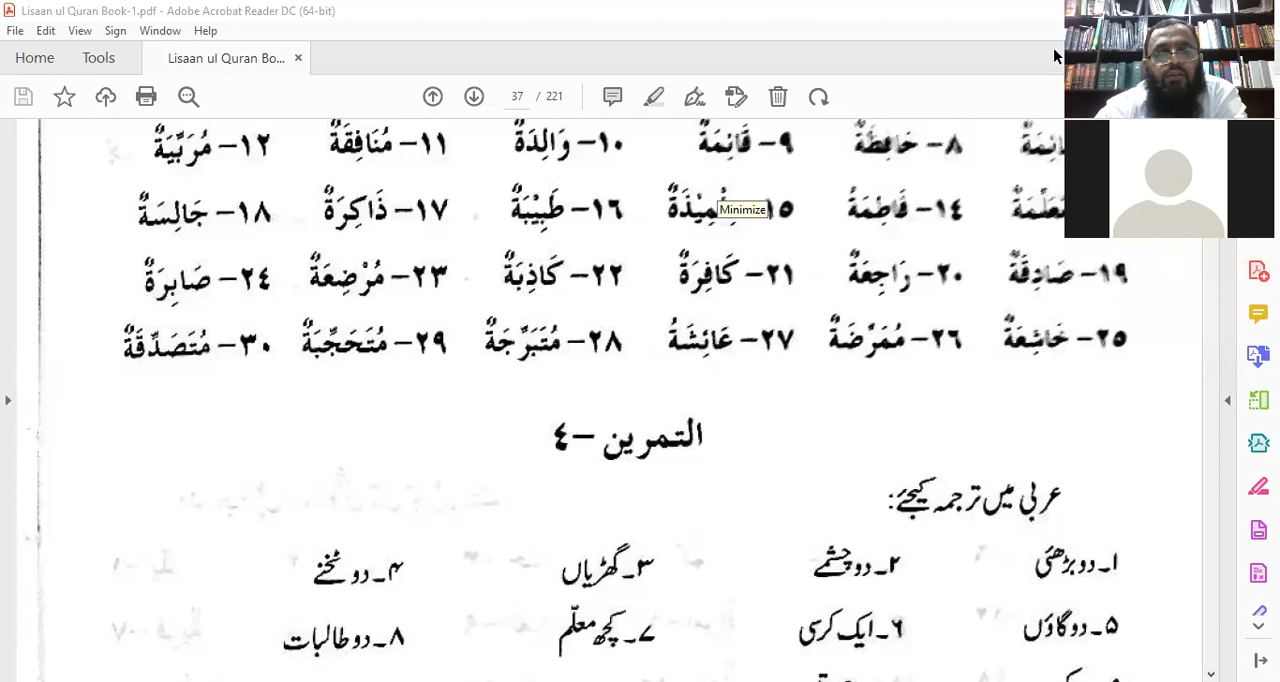 Lisaan ul Quran Book-1.pdf - Adobe Acrobat Reader DC (64-bit)
File Edit View Sign Window Help
Home Tools Lisaan ul Quran Bo... ×
37 / 221
٨– حَافِظَةٌ ٩– قَائِمَةٌ ١٠– وَالِدَةٌ ١١– مُنَافِقَةٌ ١٢– مُرَبِّيَةٌ
١٤– فَاطِمَةُ ١٦– طَبِيْبَةٌ ١٧– ذَاكِرَةٌ ١٨– جَالِسَةٌ
Minimize
١٩– صَادِقَةٌ ٢٠– رَاجِعَةٌ ٢١– كَافِرَةٌ ٢٢– كَاذِبَةٌ ٢٣– مُرْضِعَةٌ ٢٤– صَابِرَةٌ
٢٥– خَاشِعَةٌ ٢٦– مُمَرِّضَةٌ ٢٧– عَائِشَةُ ٢٨– مُتَبَرِّجَةٌ ٢٩– مُتَحَجِّبَةٌ ٣٠– مُتَصَدِّقَةٌ
التمرين –٤
عربی میں ترجمہ کیجئے:
۱۔ دو بڑھئی ۲۔ دو چشمے ۳۔ گھڑیاں ۴۔ دو ٹخنے
۵۔ دو گاؤں ۶۔ ایک کرسی ۷۔ کچھ معلّم ۸۔ دو طالبات